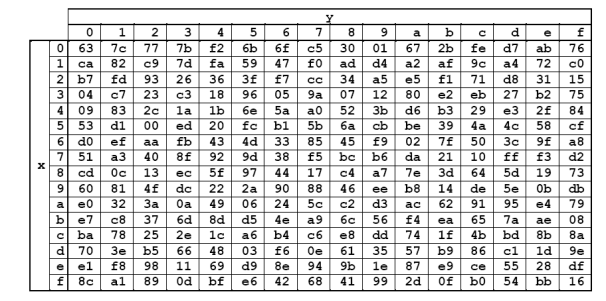 y
0 1 2 3 4 5 6 7 8 9 a b c d e f
0 63 7c 77 7b f2 6b 6f c5 30 01 67 2b fe d7 ab 76
1 ca 82 c9 7d fa 59 47 f0 ad d4 a2 af 9c a4 72 c0
2 b7 fd 93 26 36 3f f7 cc 34 a5 e5 f1 71 d8 31 15
3 04 c7 23 c3 18 96 05 9a 07 12 80 e2 eb 27 b2 75
4 09 83 2c 1a 1b 6e 5a a0 52 3b d6 b3 29 e3 2f 84
5 53 d1 00 ed 20 fc b1 5b 6a cb be 39 4a 4c 58 cf
6 d0 ef aa fb 43 4d 33 85 45 f9 02 7f 50 3c 9f a8
7 51 a3 40 8f 92 9d 38 f5 bc b6 da 21 10 ff f3 d2
x
8 cd 0c 13 ec 5f 97 44 17 c4 a7 7e 3d 64 5d 19 73
9 60 81 4f dc 22 2a 90 88 46 ee b8 14 de 5e 0b db
a e0 32 3a 0a 49 06 24 5c c2 d3 ac 62 91 95 e4 79
b e7 c8 37 6d 8d d5 4e a9 6c 56 f4 ea 65 7a ae 08
c ba 78 25 2e 1c a6 b4 c6 e8 dd 74 1f 4b bd 8b 8a
d 70 3e b5 66 48 03 f6 0e 61 35 57 b9 86 c1 1d 9e
e e1 f8 98 11 69 d9 8e 94 9b 1e 87 e9 ce 55 28 df
f 8c a1 89 0d bf e6 42 68 41 99 2d 0f b0 54 bb 16